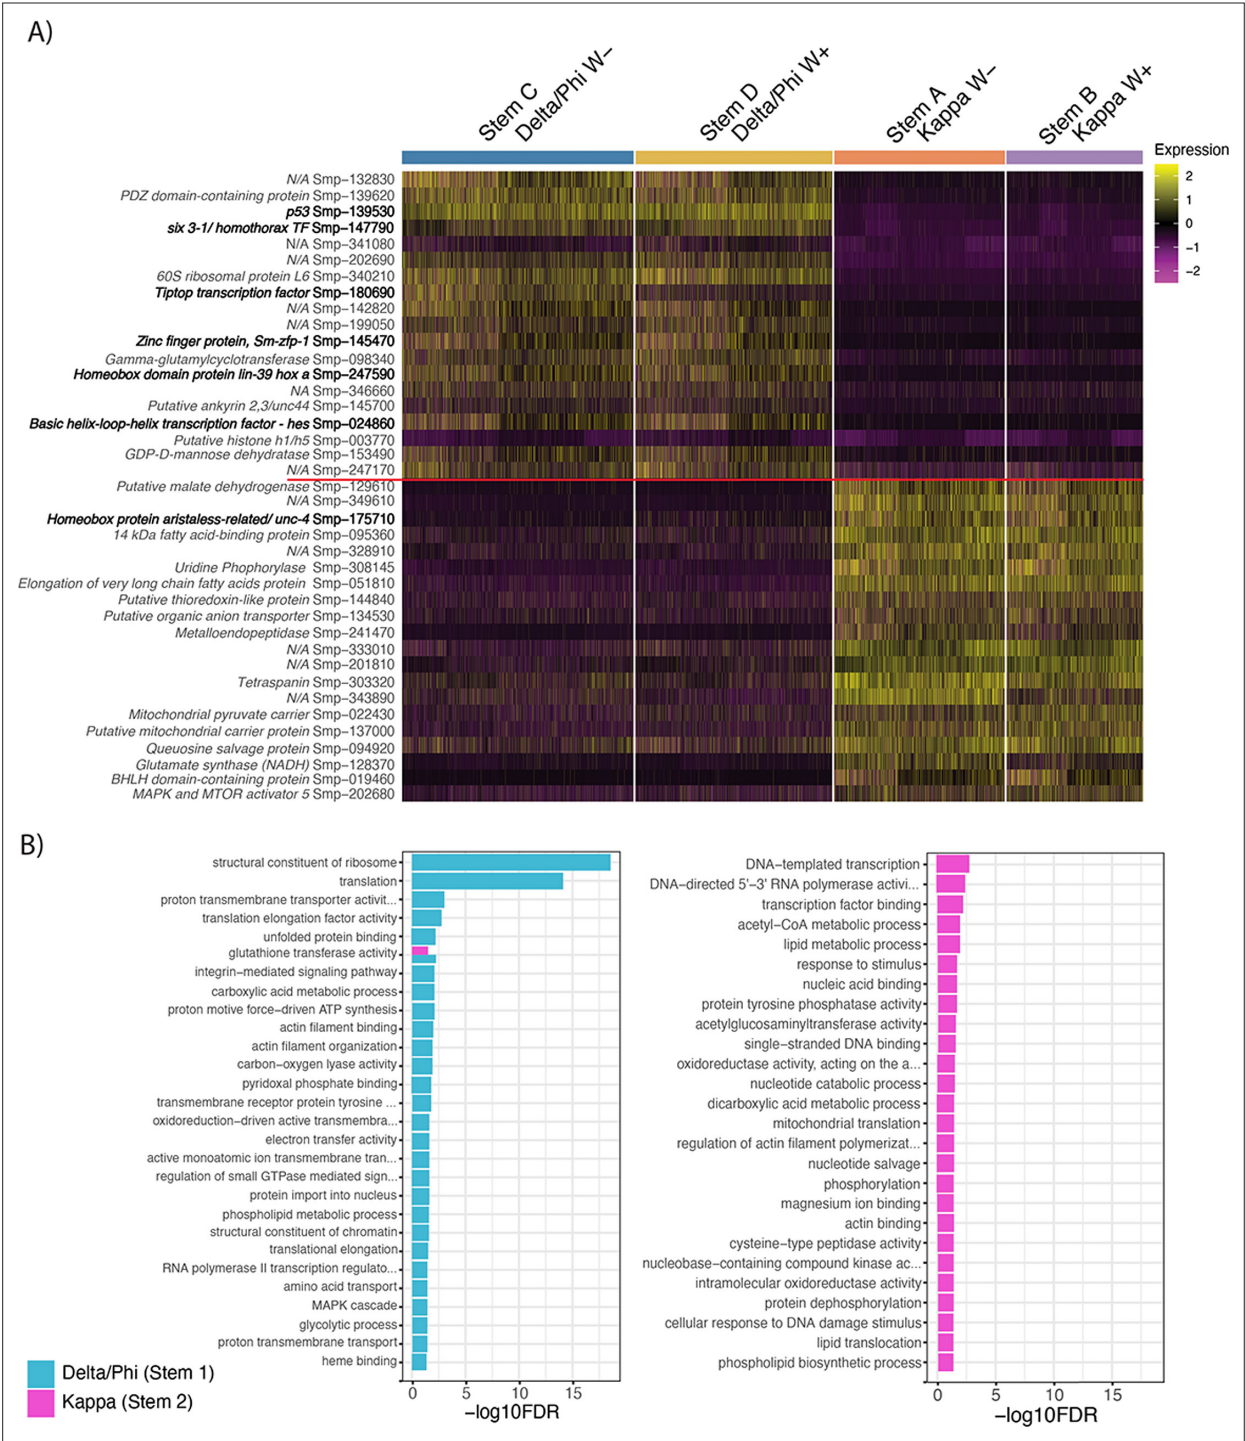 A)
Stem C
Delta/Phi W−
Stem D
Delta/Phi W+
Stem A
Kappa W−
Stem B
Kappa W+
Expression
2
1
0
−1
−2
N/A Smp−132830
PDZ domain-containing protein Smp−139620
p53 Smp−139530
six 3-1/ homothorax TF Smp−147790
N/A Smp−341080
N/A Smp−202690
60S ribosomal protein L6 Smp−340210
Tiptop transcription factor Smp−180690
N/A Smp−142820
N/A Smp−199050
Zinc finger protein, Sm-zfp-1 Smp−145470
Gamma-glutamylcyclotransferase Smp−098340
Homeobox domain protein lin-39 hox a Smp−247590
NA Smp−346660
Putative ankyrin 2,3/unc44 Smp−145700
Basic helix-loop-helix transcription factor - hes Smp−024860
Putative histone h1/h5 Smp−003770
GDP-D-mannose dehydratase Smp−153490
N/A Smp−247170
Putative malate dehydrogenase Smp−129610
N/A Smp−349610
Homeobox protein aristaless-related/ unc-4 Smp−175710
14 kDa fatty acid-binding protein Smp−095360
N/A Smp−328910
Uridine Phophorylase Smp−308145
Elongation of very long chain fatty acids protein Smp−051810
Putative thioredoxin-like protein Smp−144840
Putative organic anion transporter Smp−134530
Metalloendopeptidase Smp−241470
N/A Smp−333010
N/A Smp−201810
Tetraspanin Smp−303320
N/A Smp−343890
Mitochondrial pyruvate carrier Smp−022430
Putative mitochondrial carrier protein Smp−137000
Queuosine salvage protein Smp−094920
Glutamate synthase (NADH) Smp−128370
BHLH domain-containing protein Smp−019460
MAPK and MTOR activator 5 Smp−202680
B)
structural constituent of ribosome
translation
proton transmembrane transporter activit...
translation elongation factor activity
unfolded protein binding
glutathione transferase activity
integrin−mediated signaling pathway
carboxylic acid metabolic process
proton motive force−driven ATP synthesis
actin filament binding
actin filament organization
carbon−oxygen lyase activity
pyridoxal phosphate binding
transmembrane receptor protein tyrosine ...
oxidoreduction−driven active transmembra...
electron transfer activity
active monoatomic ion transmembrane tran...
regulation of small GTPase mediated sign...
protein import into nucleus
phospholipid metabolic process
structural constituent of chromatin
translational elongation
RNA polymerase II transcription regulato...
amino acid transport
MAPK cascade
glycolytic process
proton transmembrane transport
heme binding
0 5 10 15
−log10FDR
Delta/Phi (Stem 1)
Kappa (Stem 2)
DNA−templated transcription
DNA−directed 5'−3' RNA polymerase activi...
transcription factor binding
acetyl−CoA metabolic process
lipid metabolic process
response to stimulus
nucleic acid binding
protein tyrosine phosphatase activity
acetylglucosaminyltransferase activity
single−stranded DNA binding
oxidoreductase activity, acting on the a...
nucleotide catabolic process
dicarboxylic acid metabolic process
mitochondrial translation
regulation of actin filament polymerizat...
nucleotide salvage
phosphorylation
magnesium ion binding
actin binding
cysteine−type peptidase activity
nucleobase−containing compound kinase ac...
intramolecular oxidoreductase activity
protein dephosphorylation
cellular response to DNA damage stimulus
lipid translocation
phospholipid biosynthetic process
0 5 10 15
−log10FDR